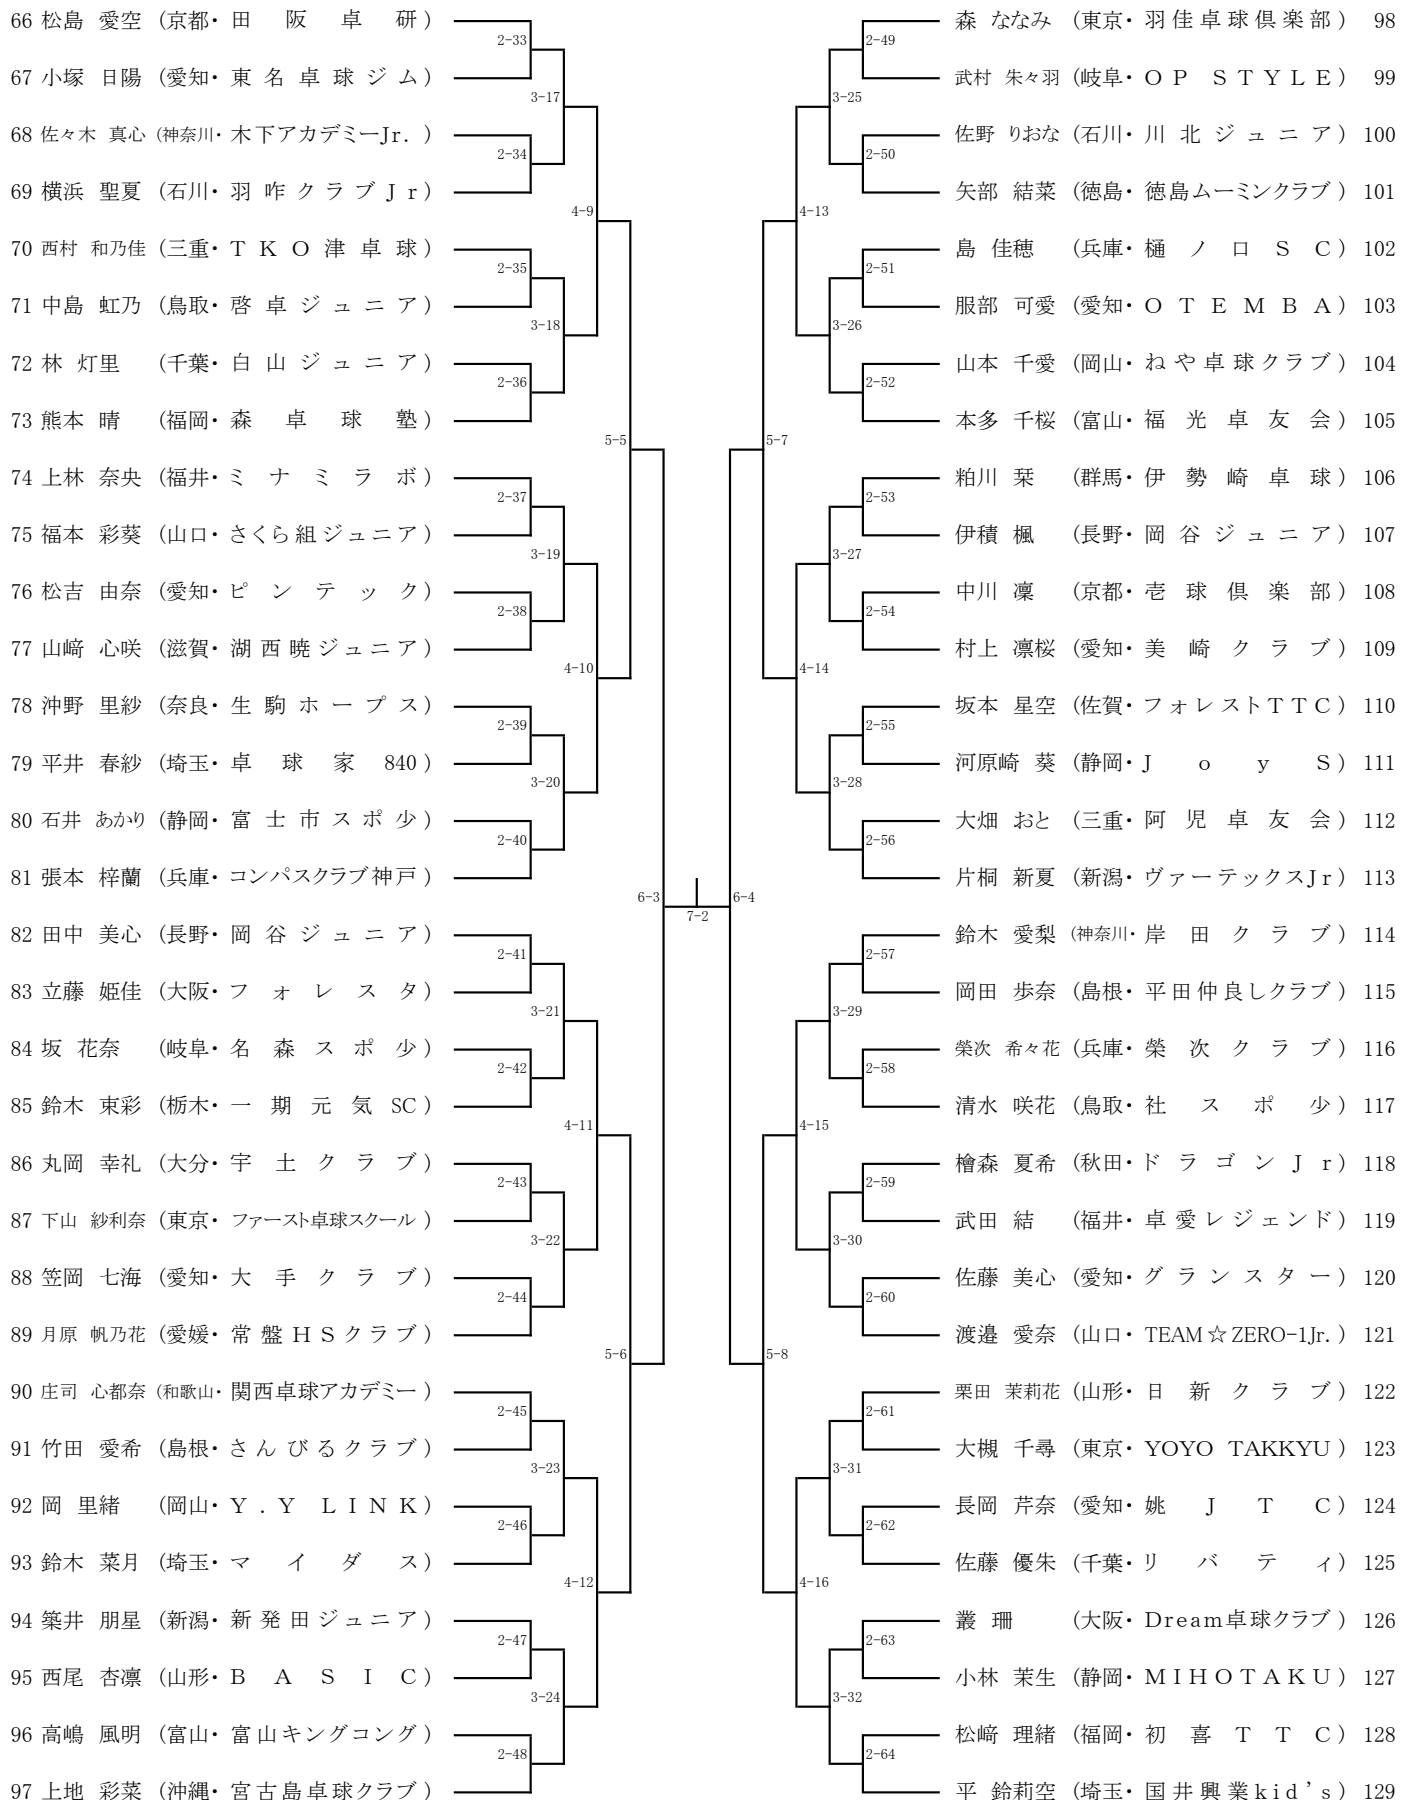 66 松島 愛空 (京都・田阪卓研)
2-33
67 小塚 日陽 (愛知・東名卓球ジム)
3-17
68 佐々木 真心 (神奈川・木下アカデミーJr.)
2-34
69 横浜 聖夏 (石川・羽咋クラブJr)
4-9
70 西村 和乃佳 (三重・TKO津卓球)
2-35
71 中島 虹乃 (鳥取・啓卓ジュニア)
3-18
72 林 灯里 (千葉・白山ジュニア)
2-36
73 熊本 晴 (福岡・森卓球塾)
5-5
74 上林 奈央 (福井・ミナミラボ)
2-37
75 福本 彩葵 (山口・さくら組ジュニア)
3-19
76 松吉 由奈 (愛知・ピンテック)
2-38
77 山﨑 心咲 (滋賀・湖西暁ジュニア)
4-10
78 沖野 里紗 (奈良・生駒ホープス)
2-39
79 平井 春紗 (埼玉・卓球家840)
3-20
80 石井 あかり (静岡・富士市スポ少)
2-40
81 張本 梓蘭 (兵庫・コンパスクラブ神戸)
6-3
82 田中 美心 (長野・岡谷ジュニア)
2-41
83 立藤 姫佳 (大阪・フォレスタ)
3-21
84 坂 花奈 (岐阜・名森スポ少)
2-42
85 鈴木 東彩 (栃木・一期元気SC)
4-11
86 丸岡 幸礼 (大分・宇土クラブ)
2-43
87 下山 紗利奈 (東京・ファースト卓球スクール)
3-22
88 笠岡 七海 (愛知・大手クラブ)
2-44
89 月原 帆乃花 (愛媛・常盤HSクラブ)
5-6
90 庄司 心都奈 (和歌山・関西卓球アカデミー)
2-45
91 竹田 愛希 (島根・さんびるクラブ)
3-23
92 岡 里緒 (岡山・Y.Y LINK)
2-46
93 鈴木 菜月 (埼玉・マイダス)
4-12
94 築井 朋星 (新潟・新発田ジュニア)
2-47
95 西尾 杏凛 (山形・BASIC)
3-24
96 高嶋 風明 (富山・富山キングコング)
2-48
97 上地 彩菜 (沖縄・宮古島卓球クラブ)
7-2
森 ななみ (東京・羽佳卓球倶楽部) 98
2-49
武村 朱々羽 (岐阜・OP STYLE) 99
3-25
佐野 りおな (石川・川北ジュニア) 100
2-50
矢部 結菜 (徳島・徳島ムーミンクラブ) 101
4-13
島 佳穂 (兵庫・樋ノ口SC) 102
2-51
服部 可愛 (愛知・OTEMBA) 103
3-26
山本 千愛 (岡山・ねや卓球クラブ) 104
2-52
本多 千桜 (富山・福光卓友会) 105
5-7
粕川 栞 (群馬・伊勢崎卓球) 106
2-53
伊積 楓 (長野・岡谷ジュニア) 107
3-27
中川 凜 (京都・壱球倶楽部) 108
2-54
村上 凛桜 (愛知・美崎クラブ) 109
4-14
坂本 星空 (佐賀・フォレストTTC) 110
2-55
河原崎 葵 (静岡・JoyS) 111
3-28
大畑 おと (三重・阿児卓友会) 112
2-56
片桐 新夏 (新潟・ヴァーテックスJr) 113
6-4
鈴木 愛梨 (神奈川・岸田クラブ) 114
2-57
岡田 歩奈 (島根・平田仲良しクラブ) 115
3-29
榮次 希々花 (兵庫・榮次クラブ) 116
2-58
清水 咲花 (鳥取・社スポ少) 117
4-15
檜森 夏希 (秋田・ドラゴンJr) 118
2-59
武田 結 (福井・卓愛レジェンド) 119
3-30
佐藤 美心 (愛知・グランスター) 120
2-60
渡邉 愛奈 (山口・TEAM☆ZERO-1Jr.) 121
5-8
栗田 茉莉花 (山形・日新クラブ) 122
2-61
大槻 千尋 (東京・YOYO TAKKYU) 123
3-31
長岡 芹奈 (愛知・姚JTC) 124
2-62
佐藤 優朱 (千葉・リバティ) 125
4-16
叢 珊 (大阪・Dream卓球クラブ) 126
2-63
小林 茉生 (静岡・MIHOTAKU) 127
3-32
松﨑 理緒 (福岡・初喜TTC) 128
2-64
平 鈴莉空 (埼玉・国井興業kid's) 129